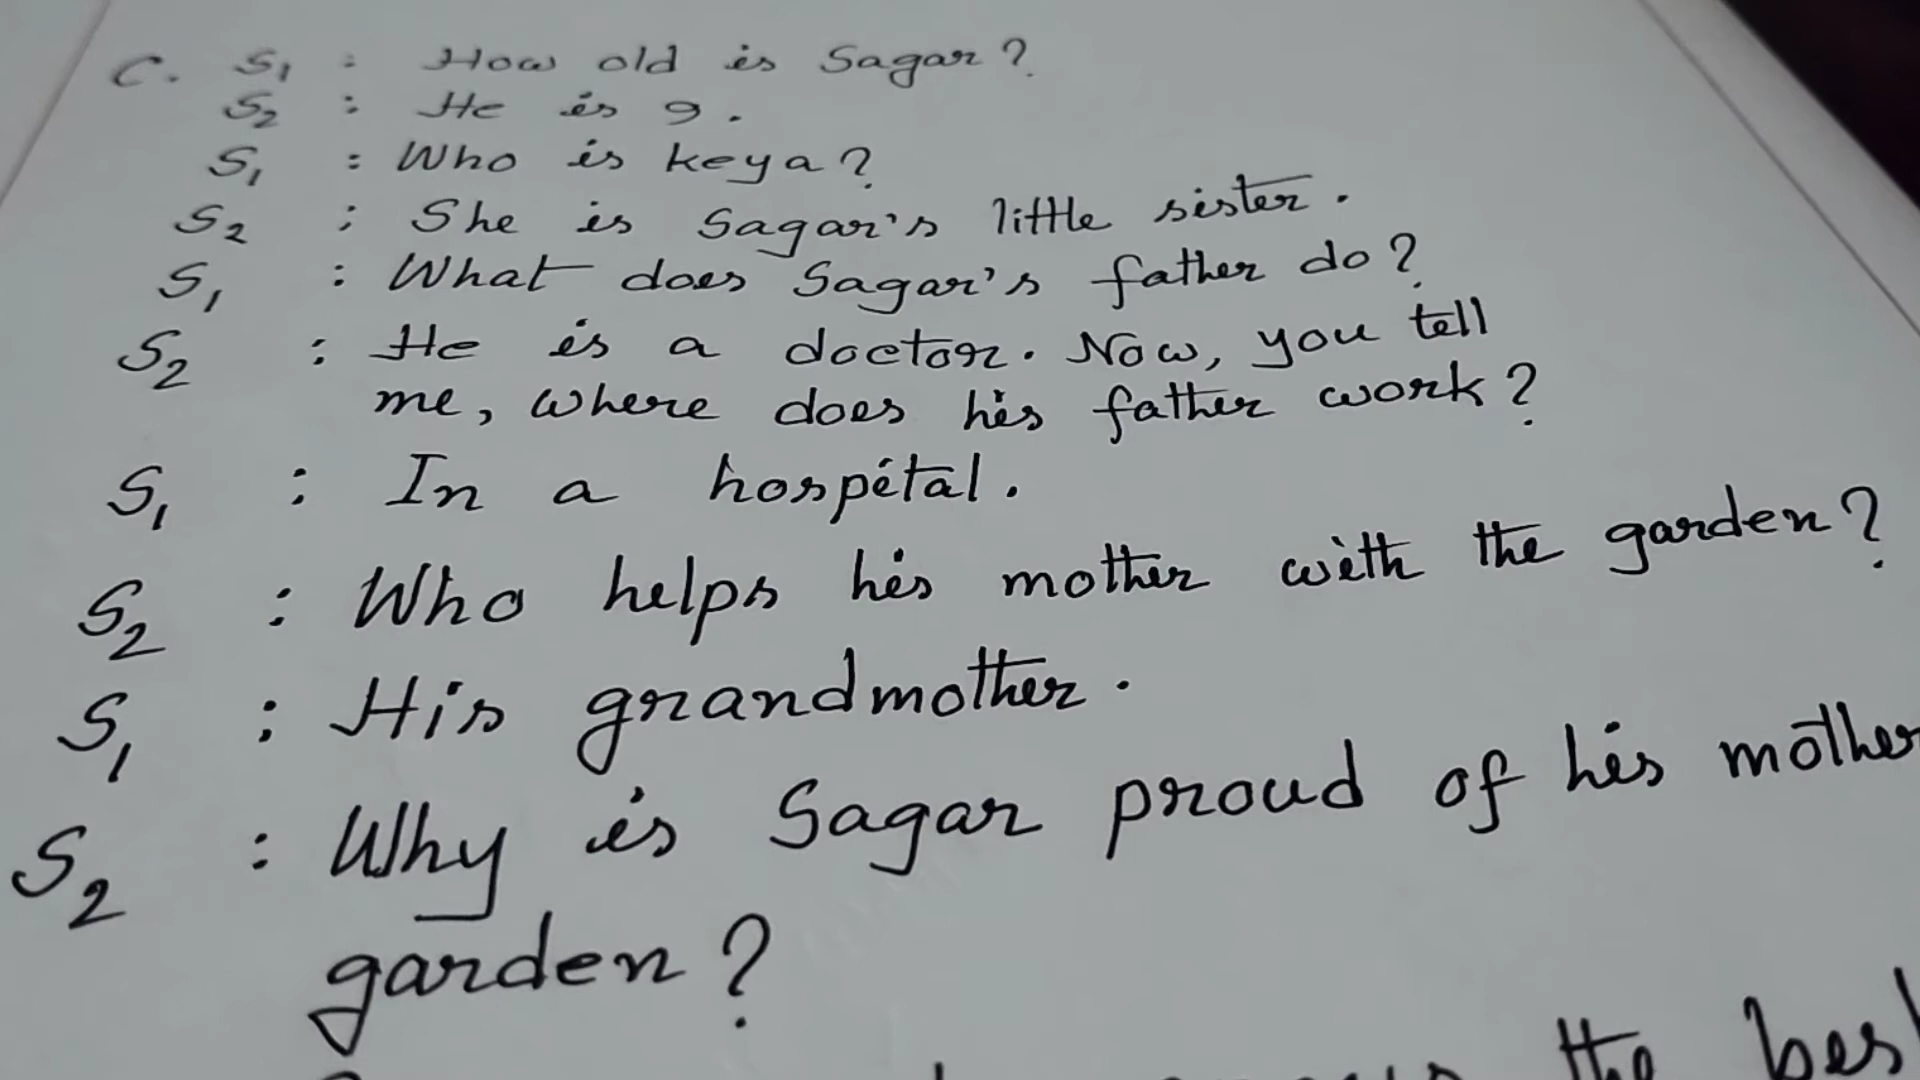 C. S1 : How old is Sagar?
S2 : He is 9.
S1 : Who is keya?
S2 : She is Sagar's little sister.
S1 : What does Sagar's father do?
S2 : He is a doctor. Now, you tell
me, where does his father work?
S1 : In a hospital.
S2 : Who helps his mother with the garden?
S1 : His grandmother.
S2 : Why is Sagar proud of his mother
garden?
the